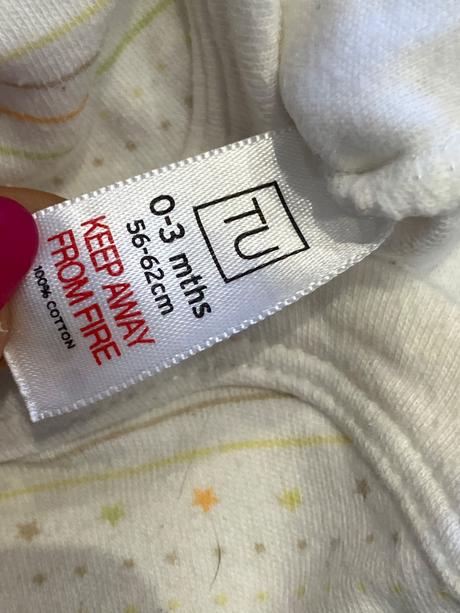 TU
0-3 mths
56-62cm
KEEP AWAY
FROM FIRE
100% COTTON